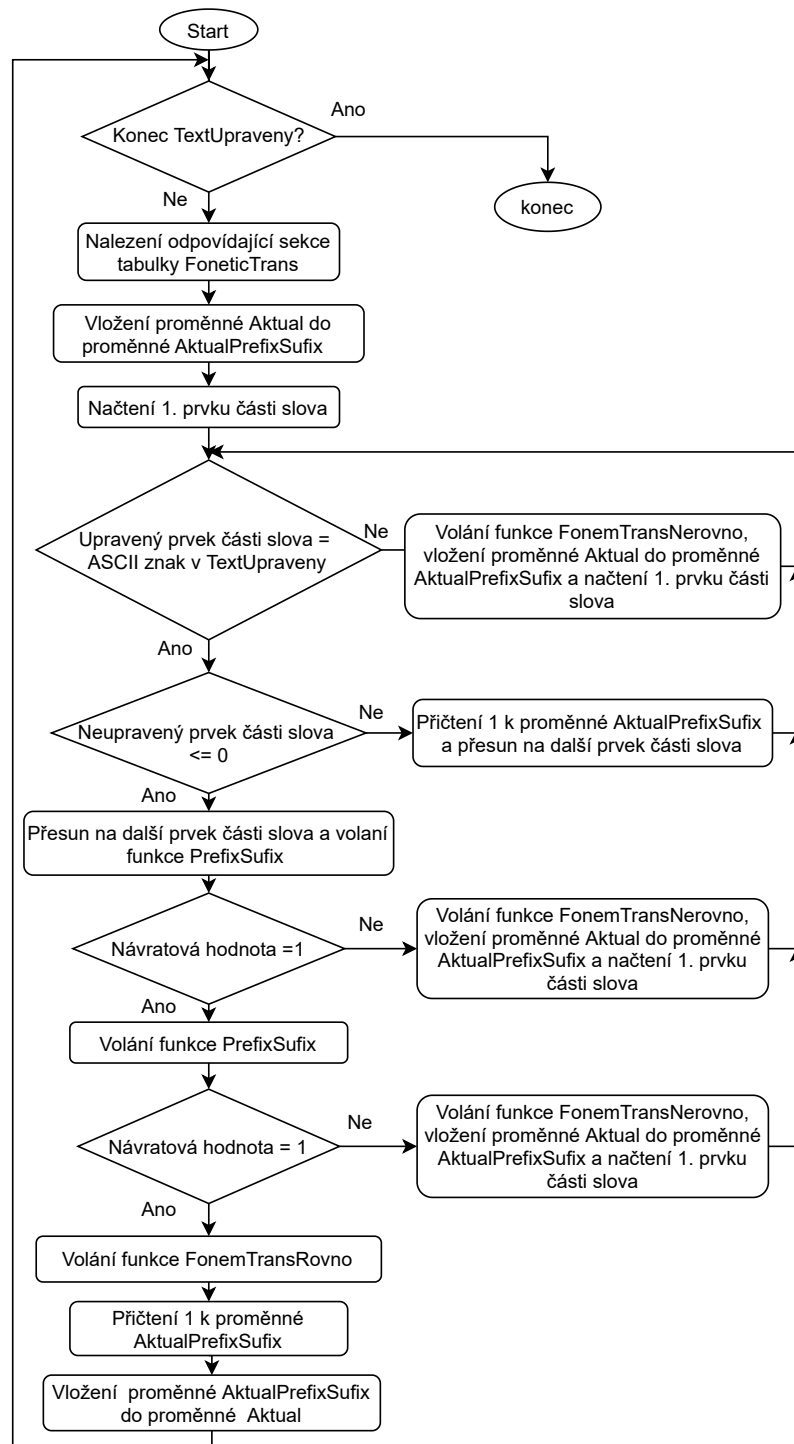 Start
Ano
Konec TextUpraveny?
Ne
konec
Nalezení odpovídající sekce
tabulky FoneticTrans
Vložení proměnné Aktual do
proměnné AktualPrefixSufix
Načtení 1. prvku části slova
Upravený prvek části slova =
ASCII znak v TextUpraveny
Ne
Volání funkce FonemTransNerovno,
vložení proměnné Aktual do proměnné
AktualPrefixSufix a načtení 1. prvku části
slova
Ano
Neupravený prvek části slova
<= 0
Ne
Přičtení 1 k proměnné AktualPrefixSufix
a přesun na další prvek části slova
Ano
Přesun na další prvek části slova a volaní
funkce PrefixSufix
Návratová hodnota =1
Ne
Volání funkce FonemTransNerovno,
vložení proměnné Aktual do proměnné
AktualPrefixSufix a načtení 1. prvku
části slova
Ano
Volání funkce PrefixSufix
Návratová hodnota = 1
Ne
Volání funkce FonemTransNerovno,
vložení proměnné Aktual do proměnné
AktualPrefixSufix a načtení 1. prvku
části slova
Ano
Volání funkce FonemTransRovno
Přičtení 1 k proměnné
AktualPrefixSufix
Vložení proměnné AktualPrefixSufix
do proměnné Aktual